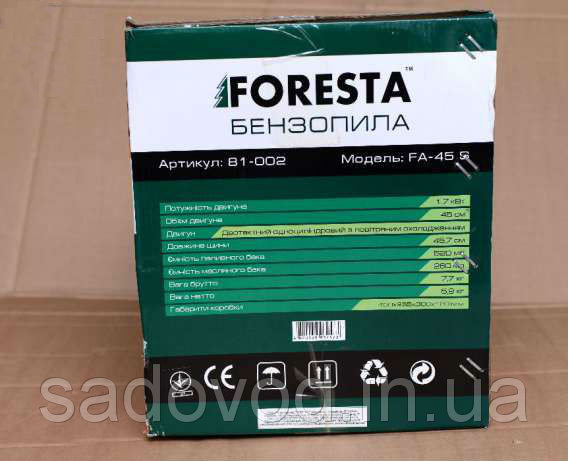 FORESTA™
БЕНЗОПИЛА
Артикул: 81-002 Модель: FA-45 S
Потужність двигуна 1.7 кВт
Об'єм двигуна 45 см
Двигун Двотактний одноциліндровий з повітряним охолодженням
Довжина шини 45.7 см
Ємність паливного бака 520 мл
Ємність масляного бака 260
Вага брутто 7,7 кг
Вага нетто 5,9 кг
Габарити коробки
CE
sadovod.in.ua